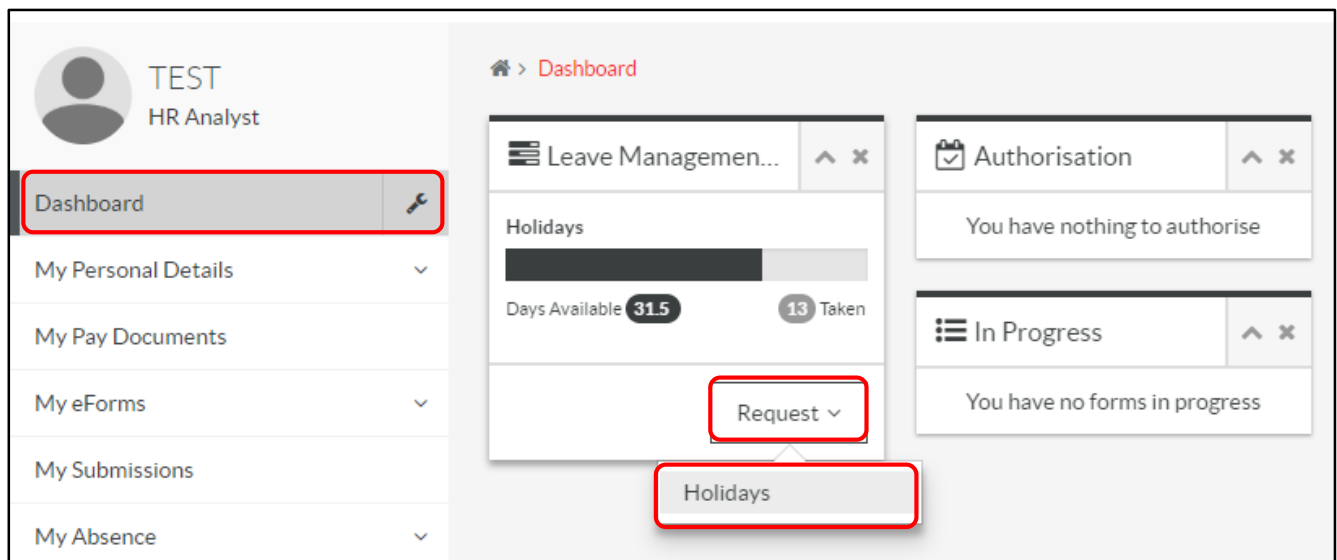 TEST
HR Analyst
Dashboard
My Personal Details
My Pay Documents
My eForms
My Submissions
My Absence
> Dashboard
Leave Managemen...
Holidays
Days Available 31.5 13 Taken
Request
Holidays
Authorisation
You have nothing to authorise
In Progress
You have no forms in progress